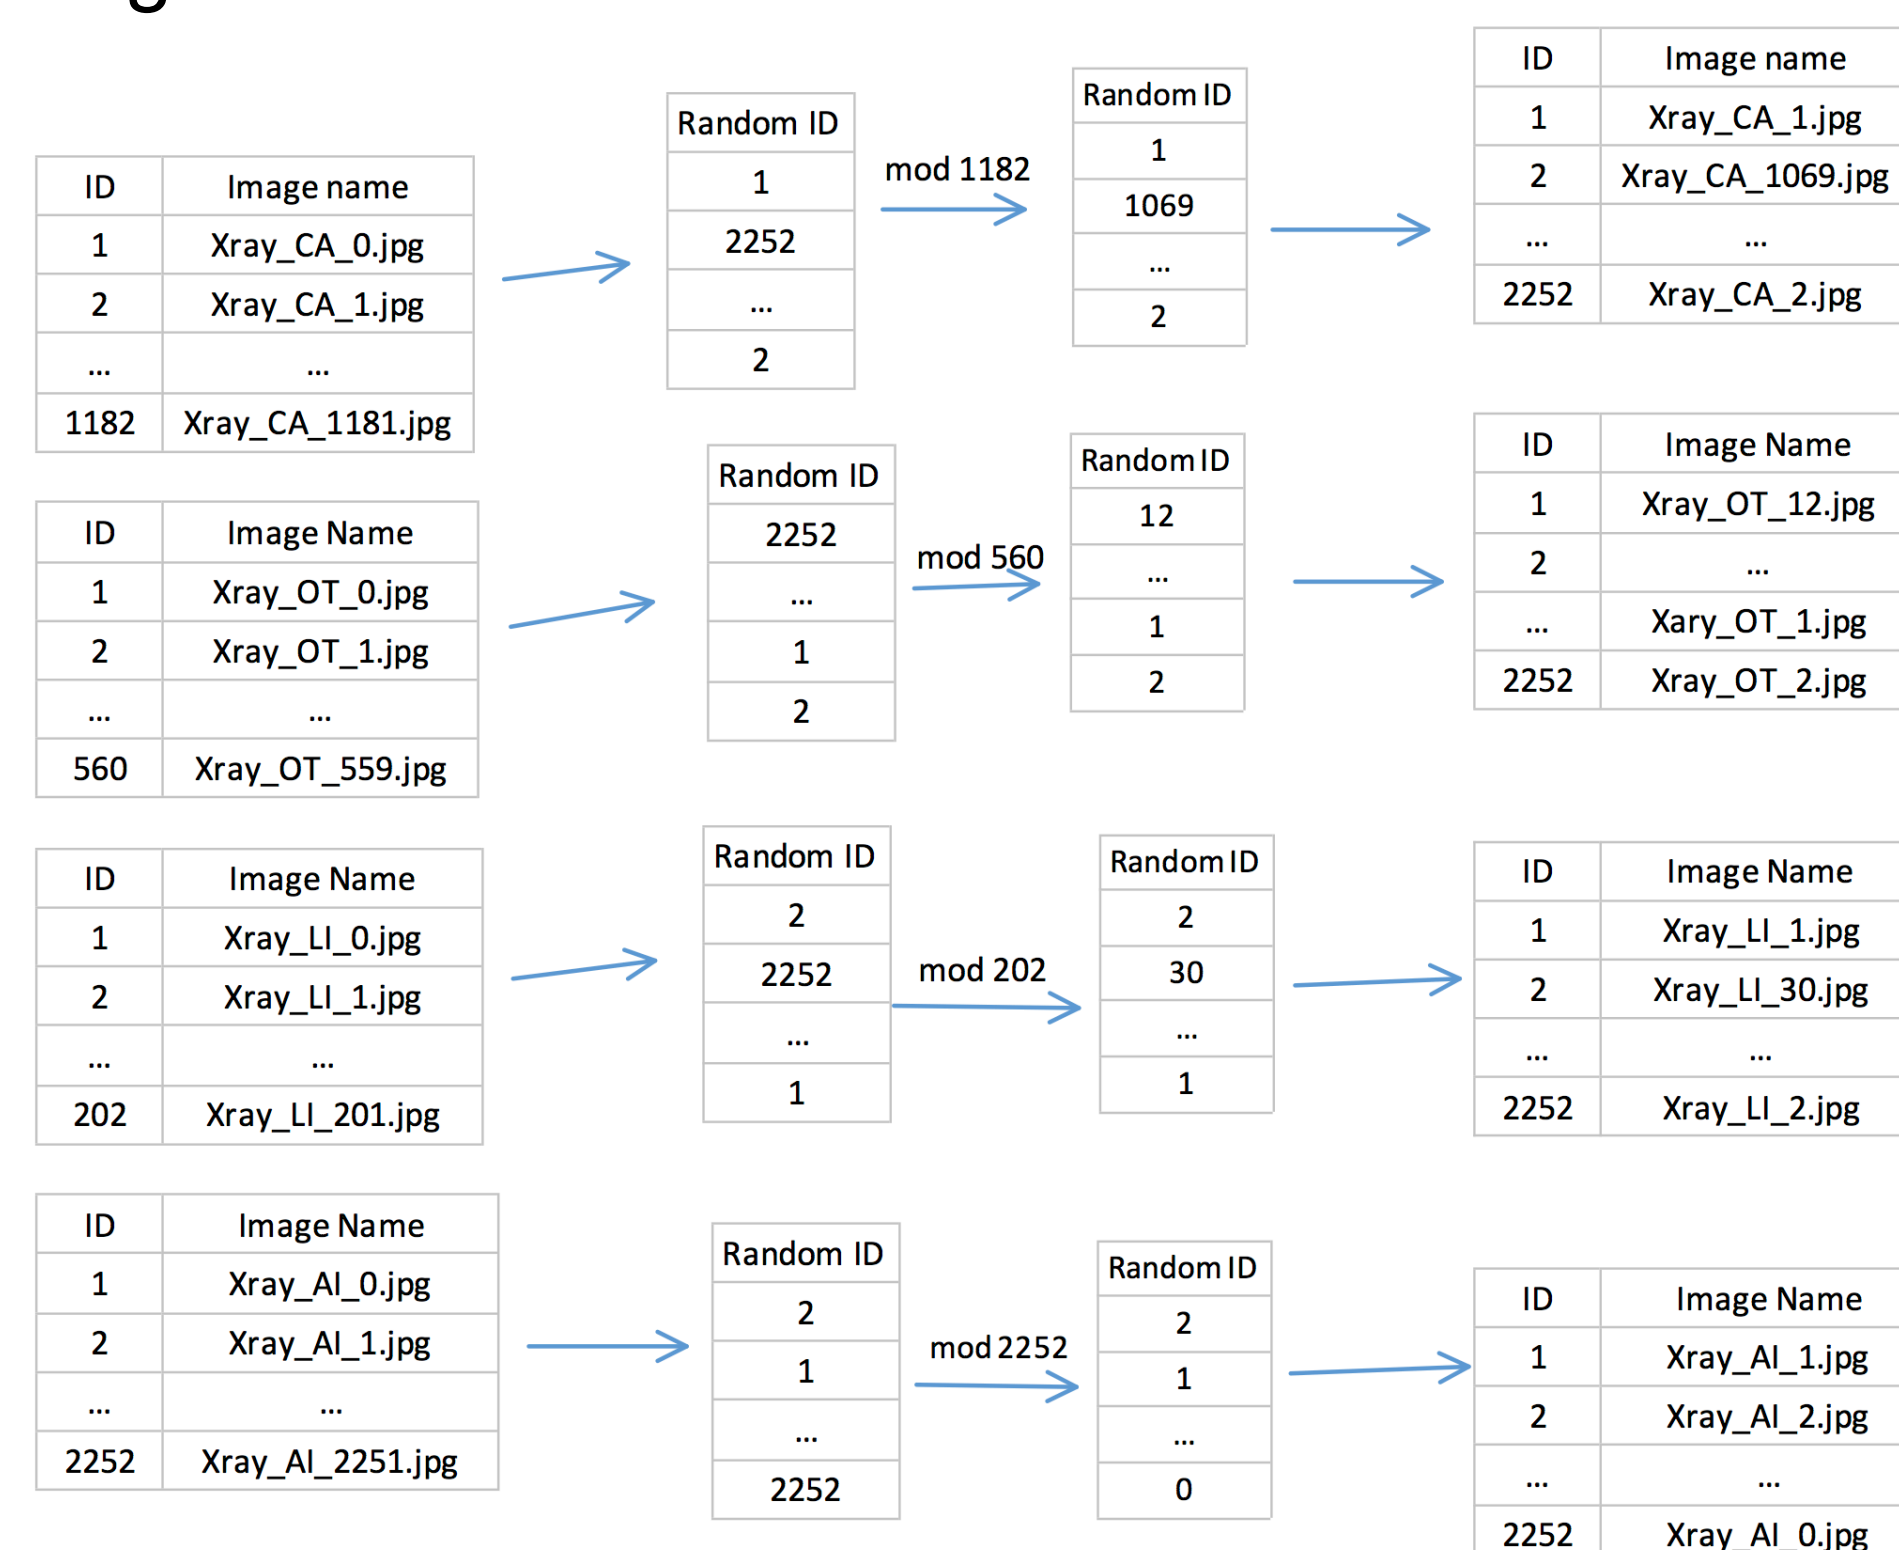 ID Image name
1 Xray_CA_0.jpg
2 Xray_CA_1.jpg
... ...
1182 Xray_CA_1181.jpg
Random ID
1
2252
...
2
mod 1182
Random ID
1
1069
...
2
ID Image name
1 Xray_CA_1.jpg
2 Xray_CA_1069.jpg
... ...
2252 Xray_CA_2.jpg
ID Image Name
1 Xray_OT_0.jpg
2 Xray_OT_1.jpg
... ...
560 Xray_OT_559.jpg
Random ID
2252
...
1
2
mod 560
Random ID
12
...
1
2
ID Image Name
1 Xray_OT_12.jpg
2 ...
... Xary_OT_1.jpg
2252 Xray_OT_2.jpg
ID Image Name
1 Xray_LI_0.jpg
2 Xray_LI_1.jpg
... ...
202 Xray_LI_201.jpg
Random ID
2
2252
...
1
mod 202
Random ID
2
30
...
1
ID Image Name
1 Xray_LI_1.jpg
2 Xray_LI_30.jpg
... ...
2252 Xray_LI_2.jpg
ID Image Name
1 Xray_AI_0.jpg
2 Xray_AI_1.jpg
... ...
2252 Xray_AI_2251.jpg
Random ID
2
1
...
2252
mod 2252
Random ID
2
1
...
0
ID Image Name
1 Xray_AI_1.jpg
2 Xray_AI_2.jpg
... ...
2252 Xray_AI_0.jpg